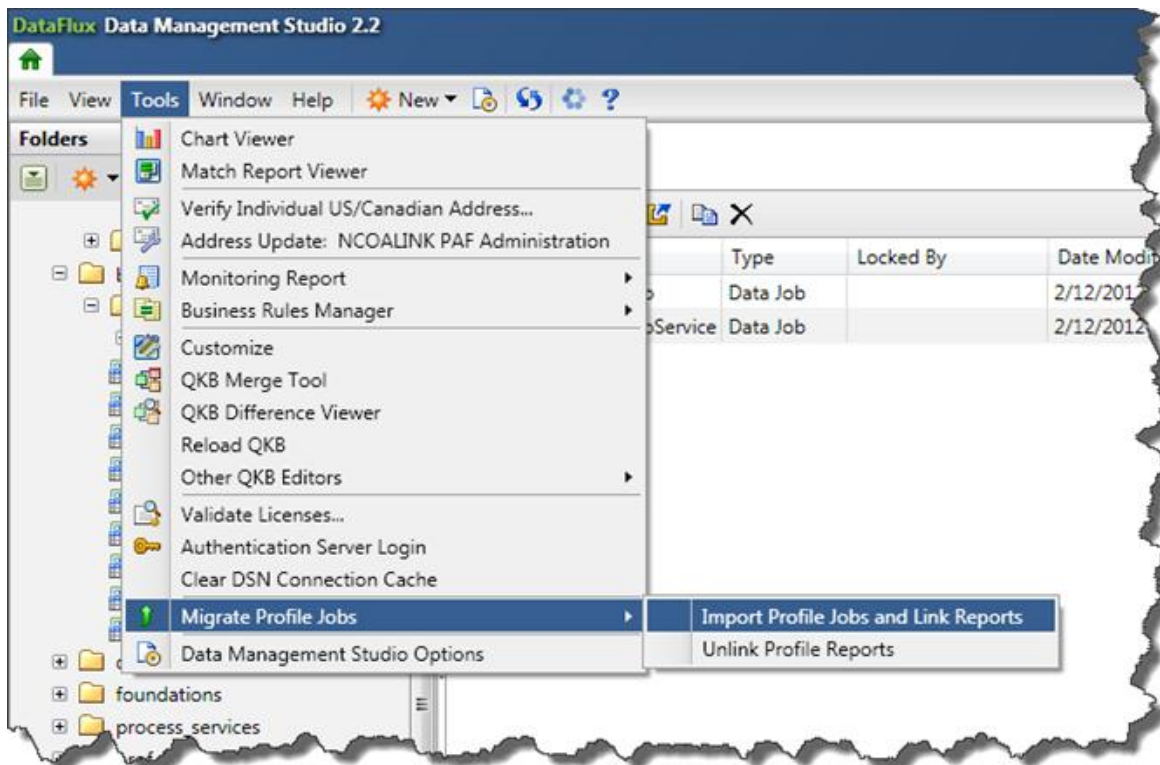 DataFlux Data Management Studio 2.2
File View Tools Window Help New
Folders
Chart Viewer
Match Report Viewer
Verify Individual US/Canadian Address...
Address Update: NCOALINK PAF Administration
Monitoring Report
Business Rules Manager
Customize
QKB Merge Tool
QKB Difference Viewer
Reload QKB
Other QKB Editors
Validate Licenses...
Authentication Server Login
Clear DSN Connection Cache
Migrate Profile Jobs
Data Management Studio Options
Import Profile Jobs and Link Reports
Unlink Profile Reports
Type Locked By Date Modif
Data Job 2/12/2012
Service Data Job 2/12/2012
foundations
process_services